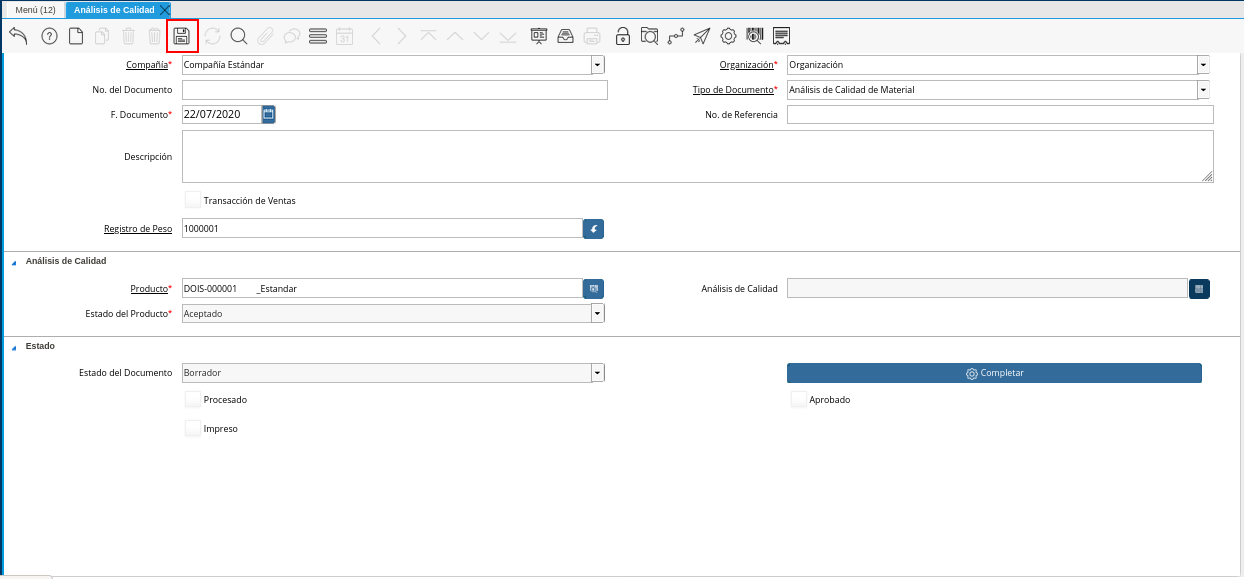 Menú (12) Análisis de Calidad
31
Compañía* Compañía Estándar Organización* Organización
No. del Documento Tipo de Documento* Análisis de Calidad de Material
F. Documento* 22/07/2020 No. de Referencia
Descripción
Transacción de Ventas
Registro de Peso 1000001
Análisis de Calidad
Producto* DOIS-000001 _Estandar Análisis de Calidad
Estado del Producto* Aceptado
Estado
Estado del Documento Borrador Completar
Procesado Aprobado
Impreso